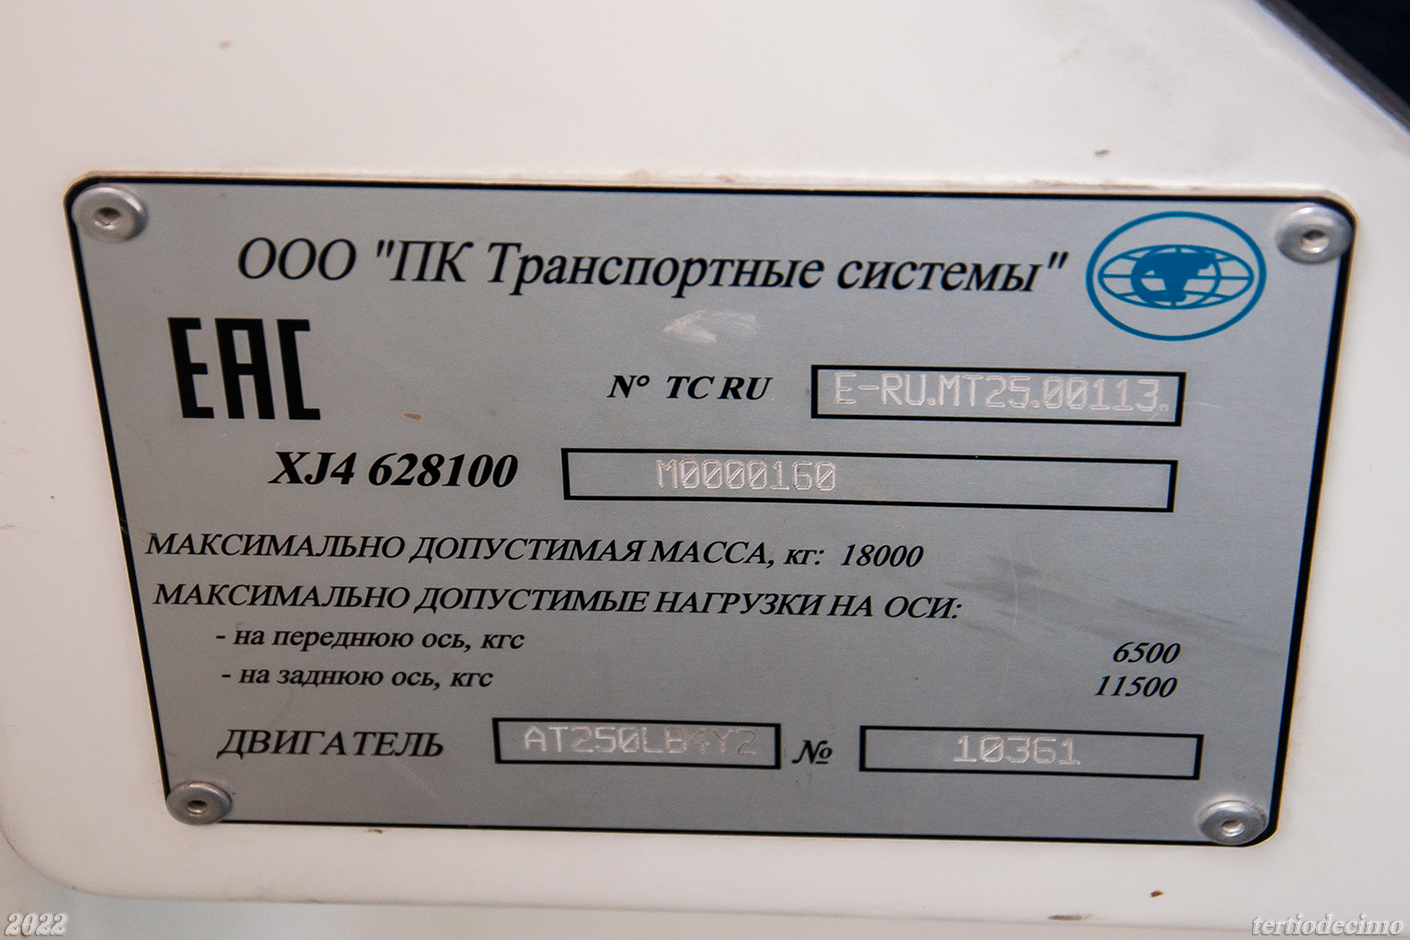 ООО "ПК Транспортные системы"
EAC
N° TC RU E-RU.MT25.00113.
XJ4 628100 M0000160
МАКСИМАЛЬНО ДОПУСТИМАЯ МАССА, кг: 18000
МАКСИМАЛЬНО ДОПУСТИМЫЕ НАГРУЗКИ НА ОСИ:
- на переднюю ось, кгс 6500
- на заднюю ось, кгс 11500
ДВИГАТЕЛЬ AT250LB4Y2 № 10361
2022
tertiodecimo